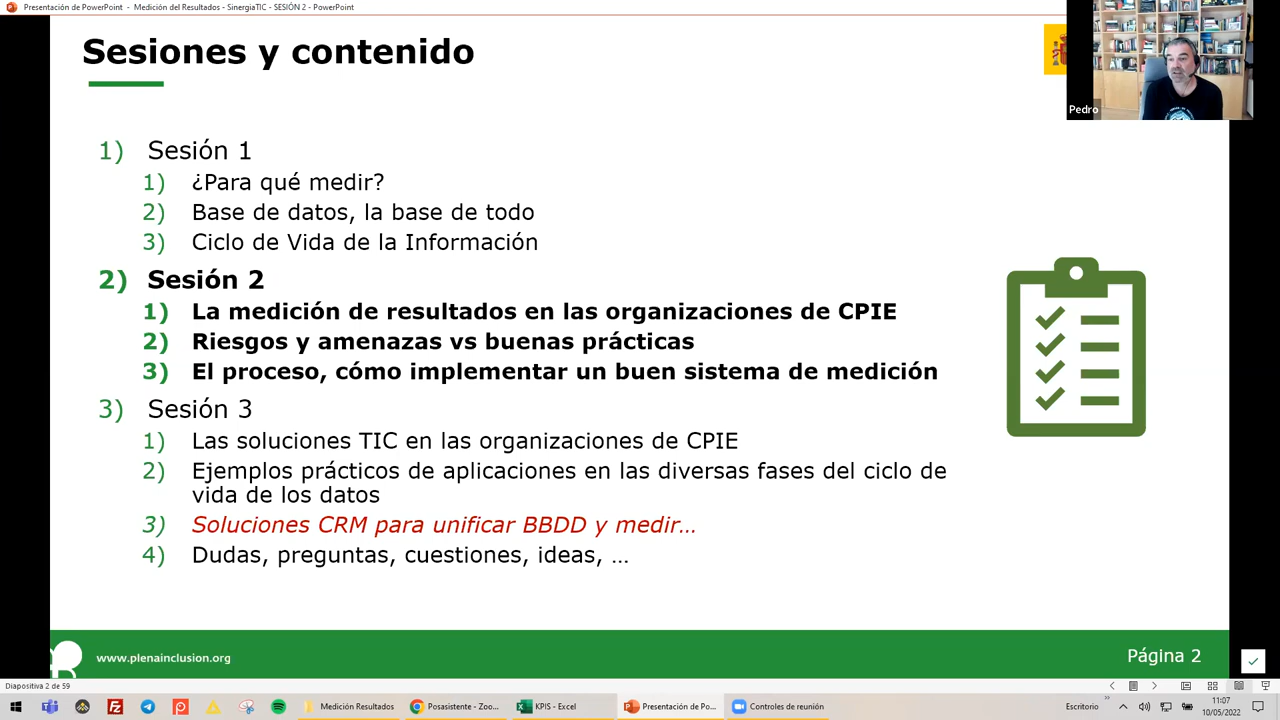 Presentación de PowerPoint - Medición del Resultados - SinergiaTIC - SESIÓN 2 - PowerPoint
Sesiones y contenido
Pedro
1) Sesión 1
1) ¿Para qué medir?
2) Base de datos, la base de todo
3) Ciclo de Vida de la Información
2) Sesión 2
1) La medición de resultados en las organizaciones de CPIE
2) Riesgos y amenazas vs buenas prácticas
3) El proceso, cómo implementar un buen sistema de medición
3) Sesión 3
1) Las soluciones TIC en las organizaciones de CPIE
2) Ejemplos prácticos de aplicaciones en las diversas fases del ciclo de
vida de los datos
3) Soluciones CRM para unificar BBDD y medir...
4) Dudas, preguntas, cuestiones, ideas, ...
www.plenainclusion.org
Página 2
Diapositiva 2 de 59
Medición Resultados
Posasistente - Zoo...
KPIS - Excel
Presentación de Po...
Controles de reunión
Escritorio
11:07
10/05/2022